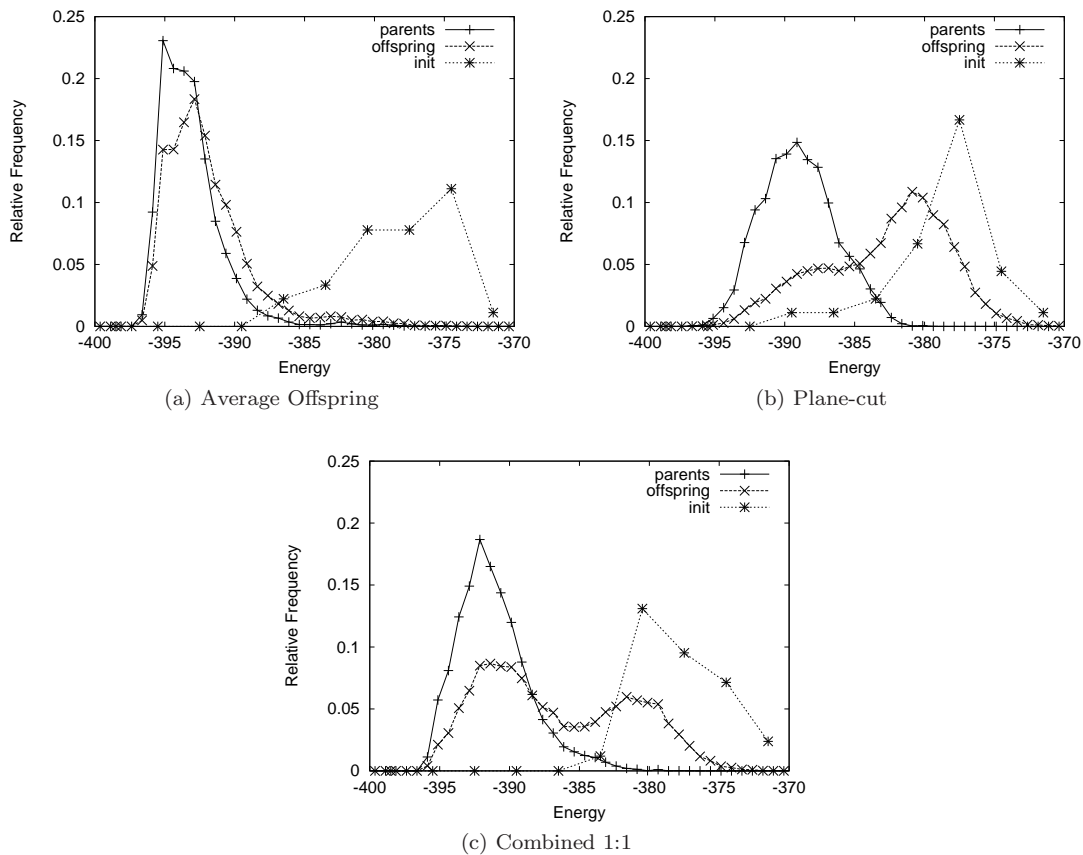 0.25
0.2
0.15
0.1
0.05
0
Relative Frequency
-400 -395 -390 -385 -380 -375 -370
Energy
parents
offspring
init
(a) Average Offspring
0.25
0.2
0.15
0.1
0.05
0
Relative Frequency
-400 -395 -390 -385 -380 -375 -370
Energy
parents
offspring
init
(b) Plane-cut
0.25
0.2
0.15
0.1
0.05
0
Relative Frequency
-400 -395 -390 -385 -380 -375 -370
Energy
parents
offspring
init
(c) Combined 1:1